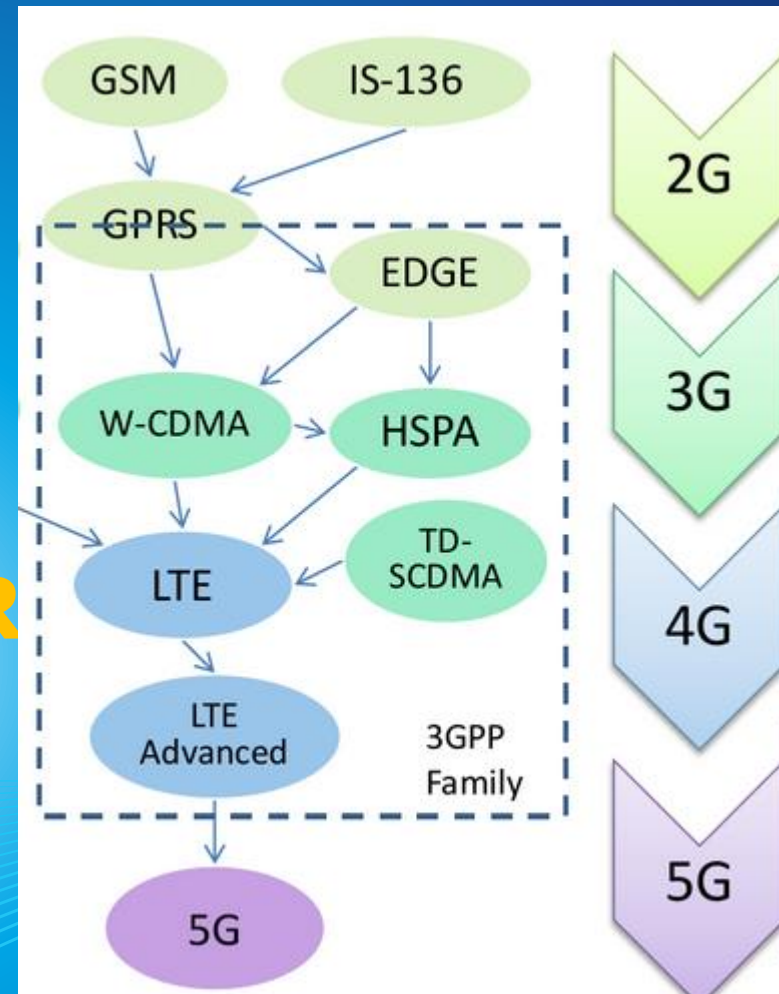 GSM
IS-136
2G
GPRS
EDGE
3G
W-CDMA
HSPA
TD-
SCDMA
LTE
4G
LTE
Advanced
3GPP
Family
5G
5G
R